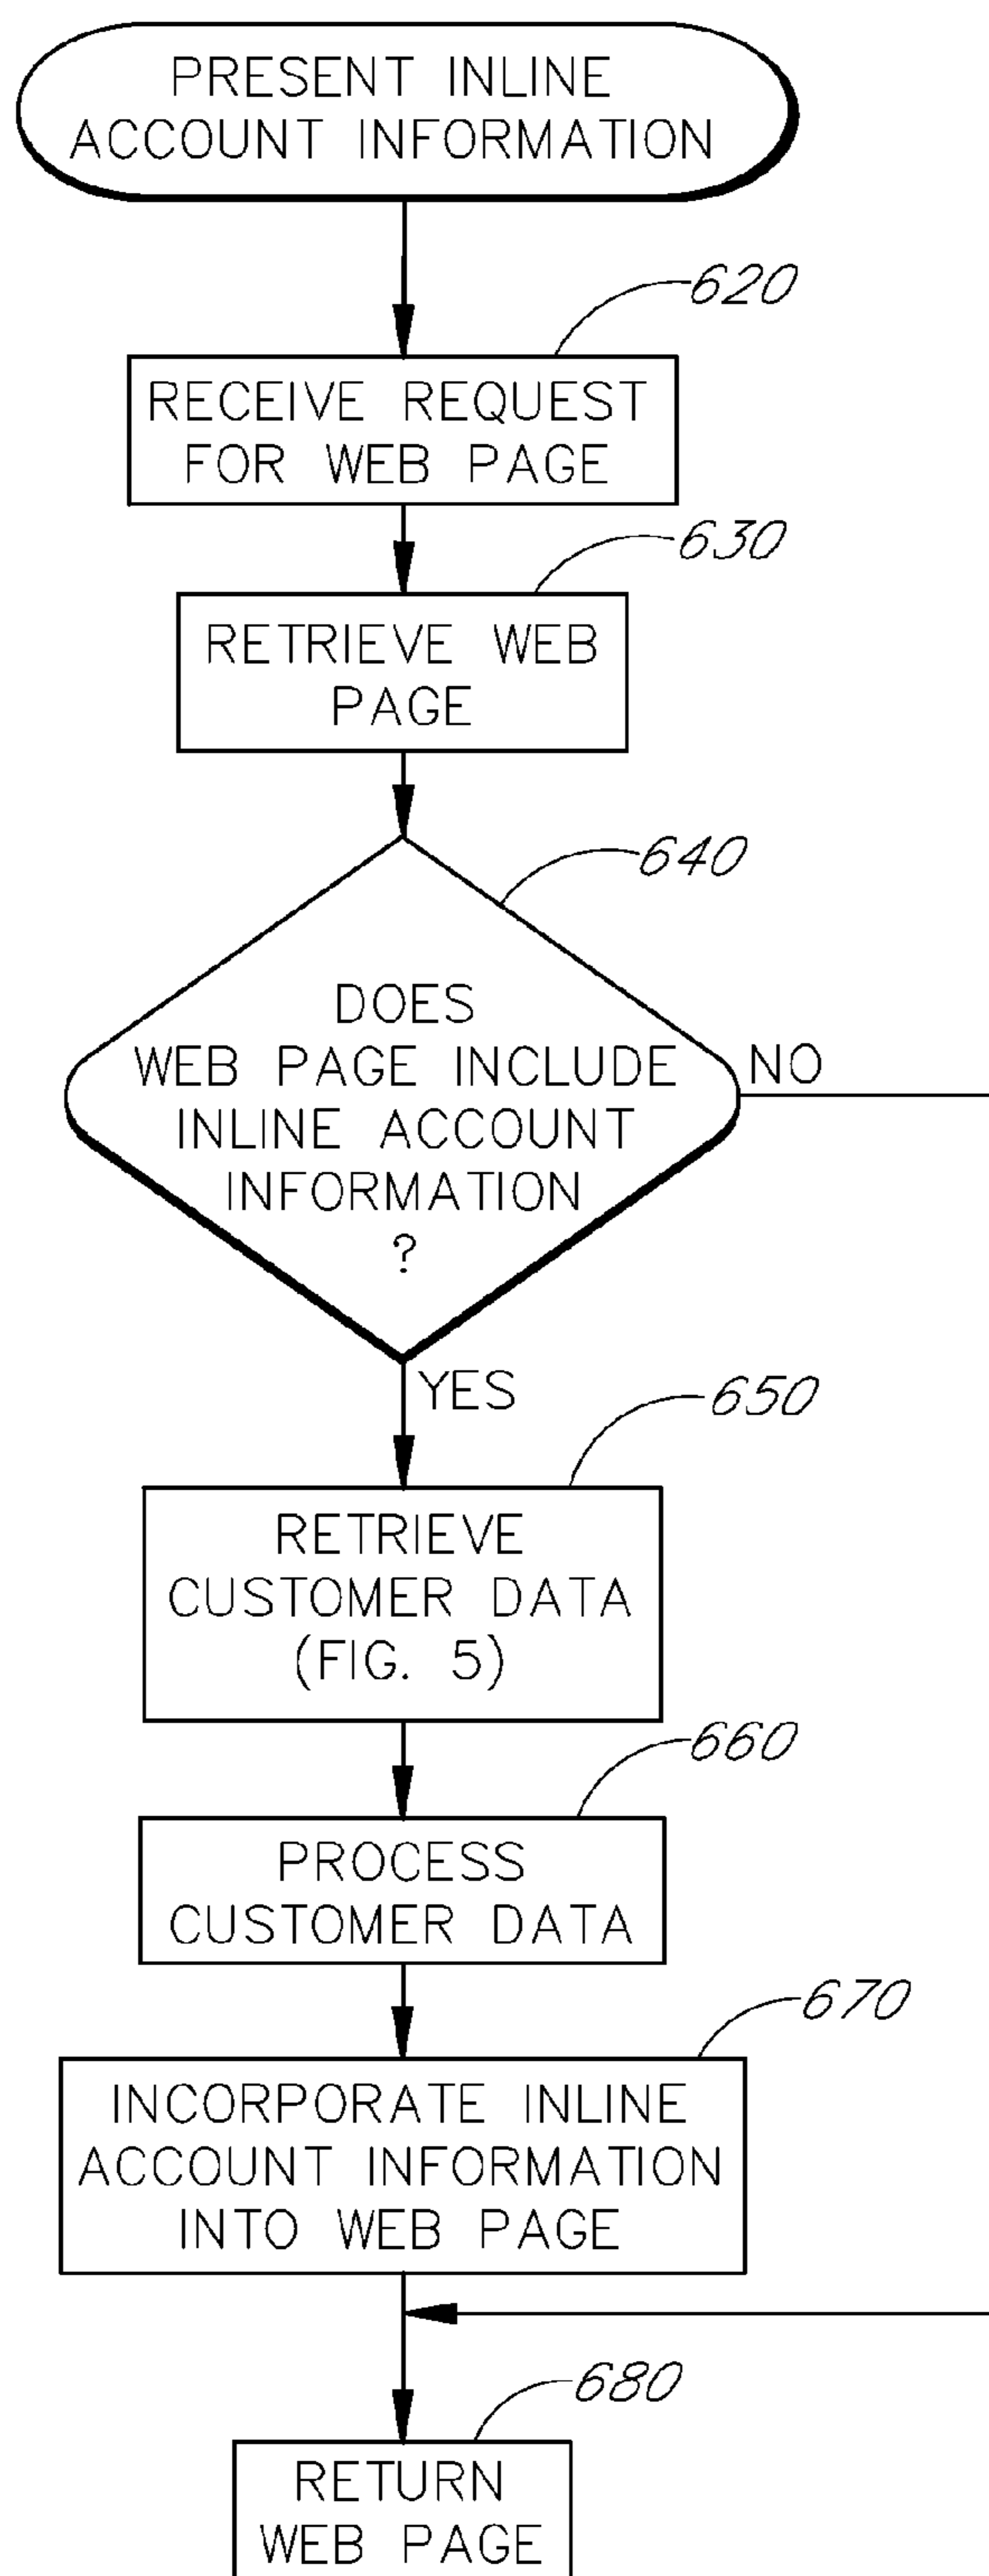 PRESENT INLINE
ACCOUNT INFORMATION
620
RECEIVE REQUEST
FOR WEB PAGE
630
RETRIEVE WEB
PAGE
640
DOES
WEB PAGE INCLUDE
INLINE ACCOUNT
INFORMATION
?
NO
YES
650
RETRIEVE
CUSTOMER DATA
(FIG. 5)
660
PROCESS
CUSTOMER DATA
670
INCORPORATE INLINE
ACCOUNT INFORMATION
INTO WEB PAGE
680
RETURN
WEB PAGE